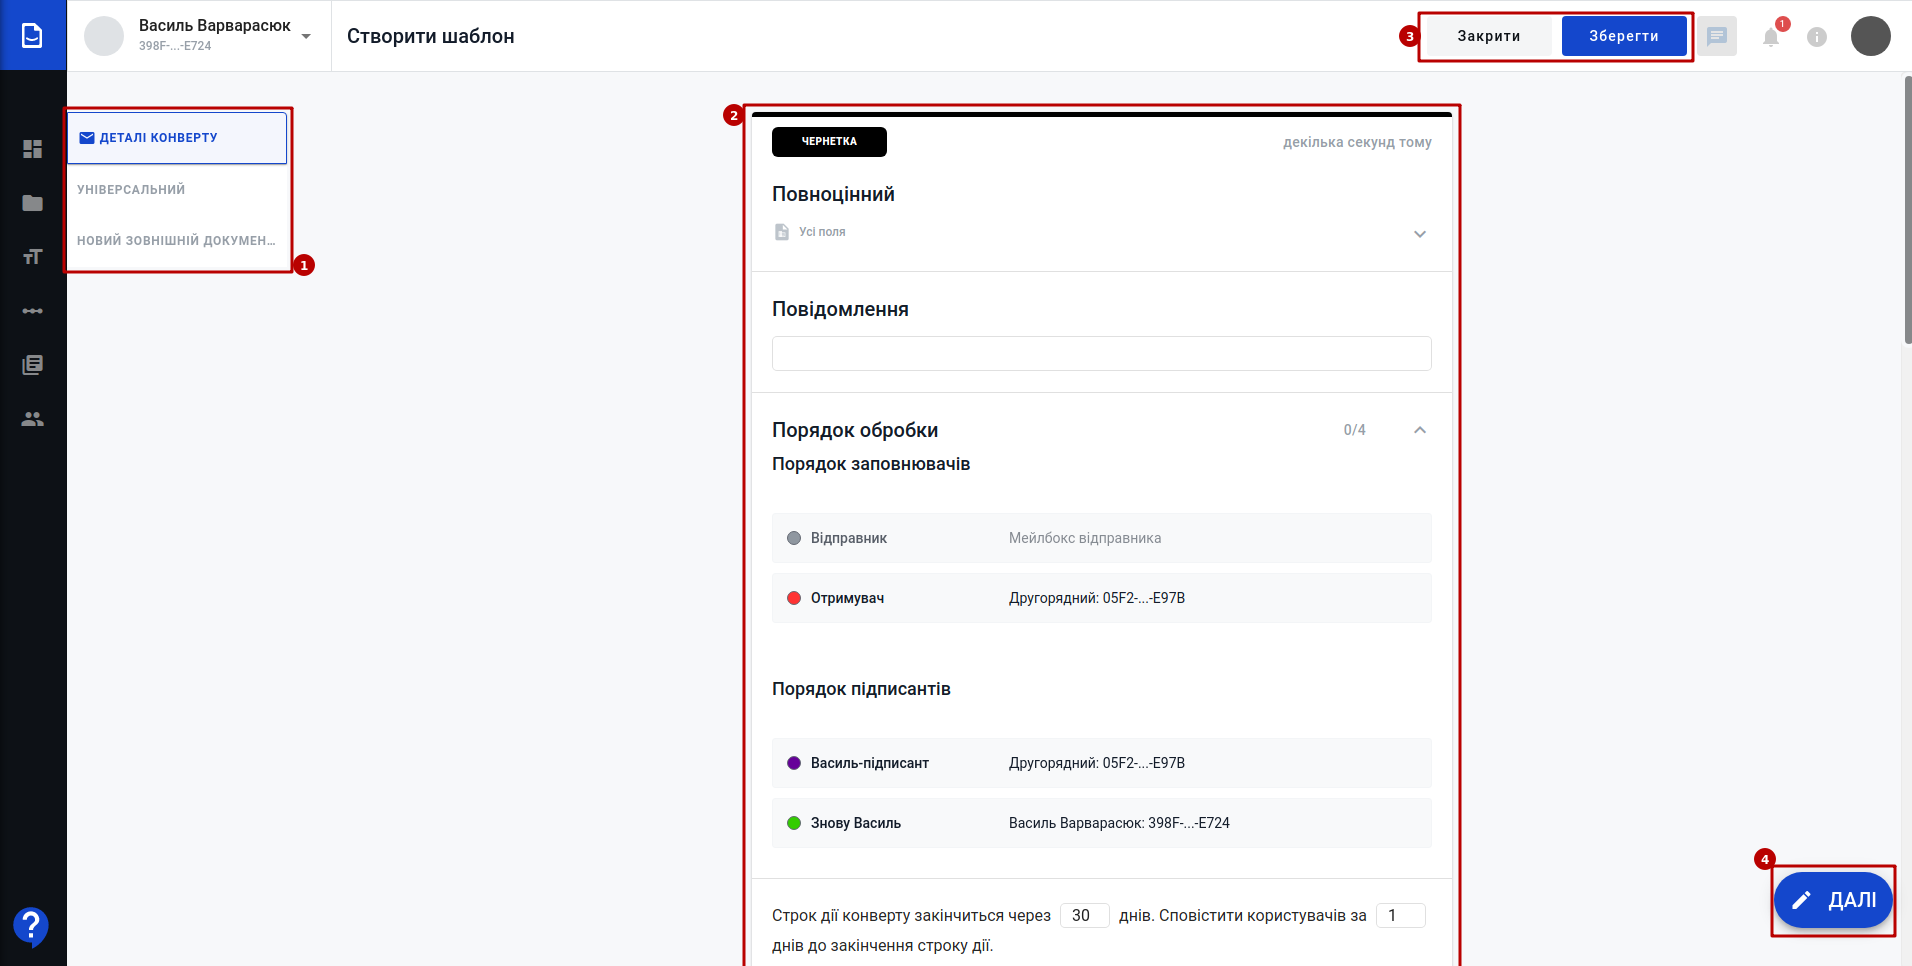 Василь Варварасюк
398F-...-E724
Створити шаблон
3
Закрити
Зберегти
1
ДЕТАЛІ КОНВЕРТУ
УНІВЕРСАЛЬНИЙ
НОВИЙ ЗОВНІШНІЙ ДОКУМЕН...
1
2
ЧЕРНЕТКА
декілька секунд тому
Повноцінний
Усі поля
Повідомлення
Порядок обробки
0/4
Порядок заповнювачів
Відправник
Мейлбокс відправника
Отримувач
Другорядний: 05F2-...-E97B
Порядок підписантів
Василь-підписант
Другорядний: 05F2-...-E97B
Знову Василь
Василь Варварасюк: 398F-...-E724
Строк дії конверту закінчиться через 30 днів. Сповістити користувачів за 1
днів до закінчення строку дії.
4
ДАЛІ
?